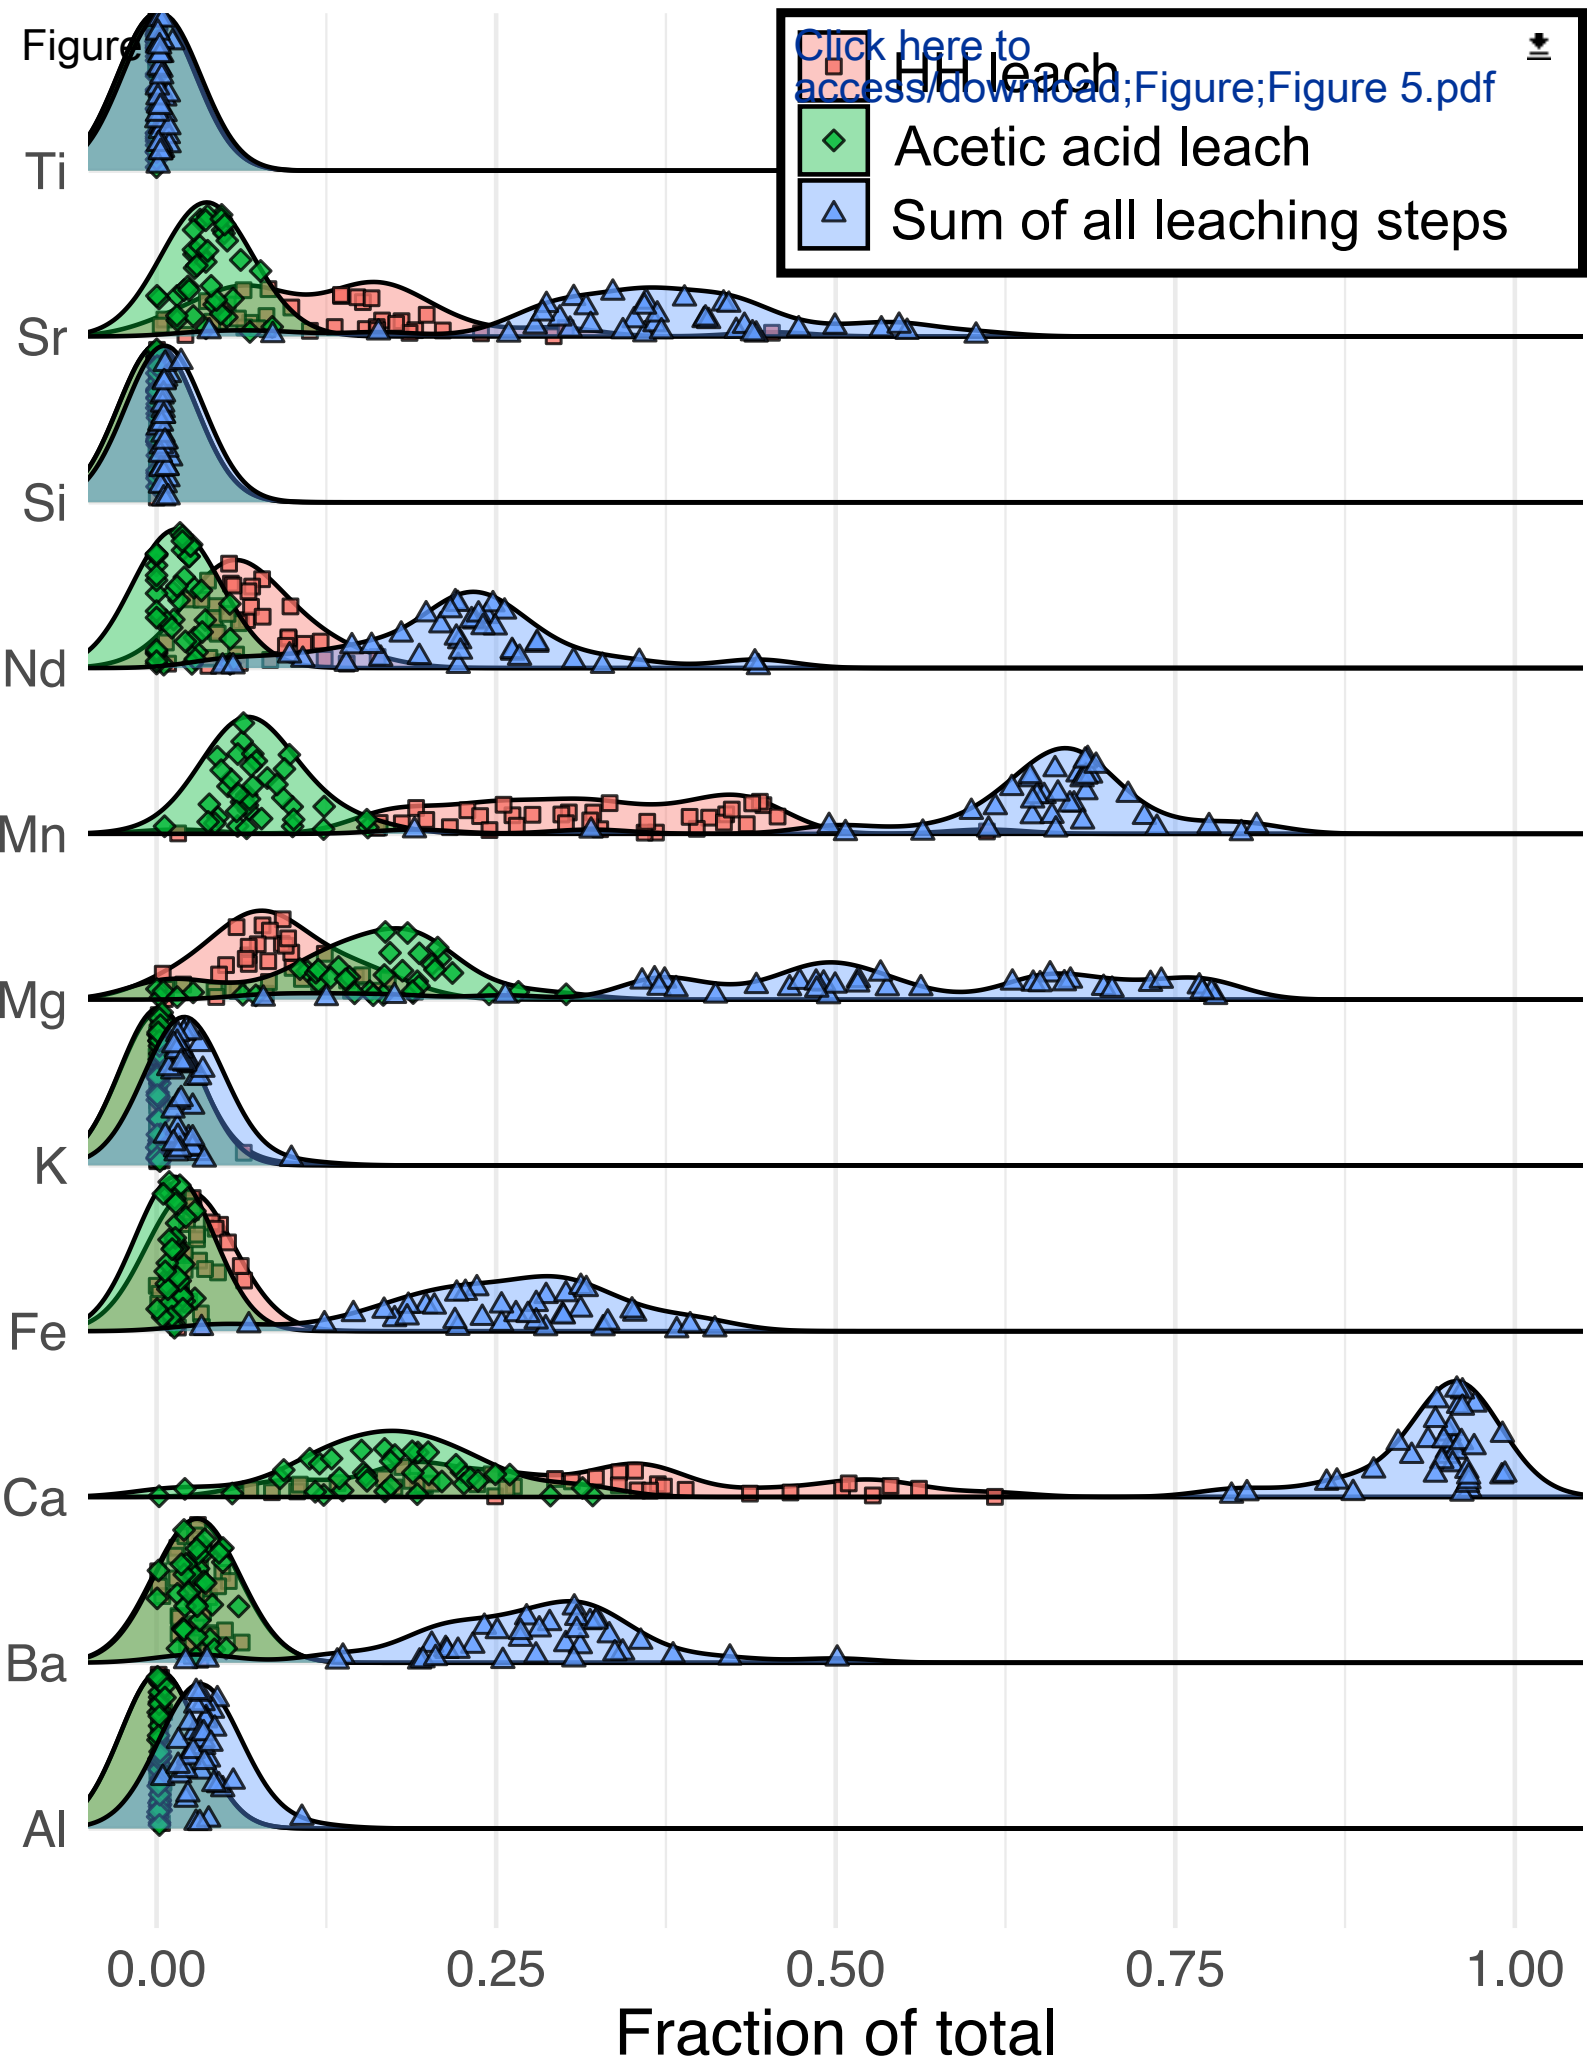 Figure
Click here to
access/download;Figure;Figure 5.pdf
HH leach
Acetic acid leach
Sum of all leaching steps
Ti
Sr
Si
Nd
Mn
Mg
K
Fe
Ca
Ba
Al
0.00 0.25 0.50 0.75 1.00
Fraction of total